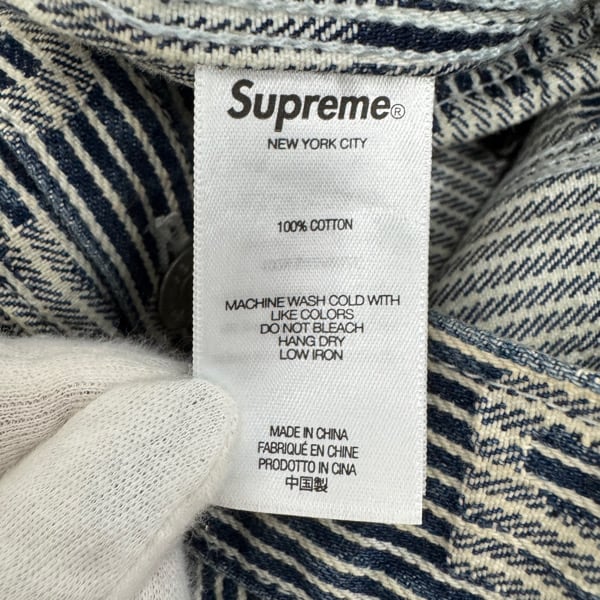 Supreme®
NEW YORK CITY
100% COTTON
MACHINE WASH COLD WITH
LIKE COLORS
DO NOT BLEACH
HANG DRY
LOW IRON
MADE IN CHINA
FABRIQUÉ EN CHINE
PRODOTTO IN CINA
中国製